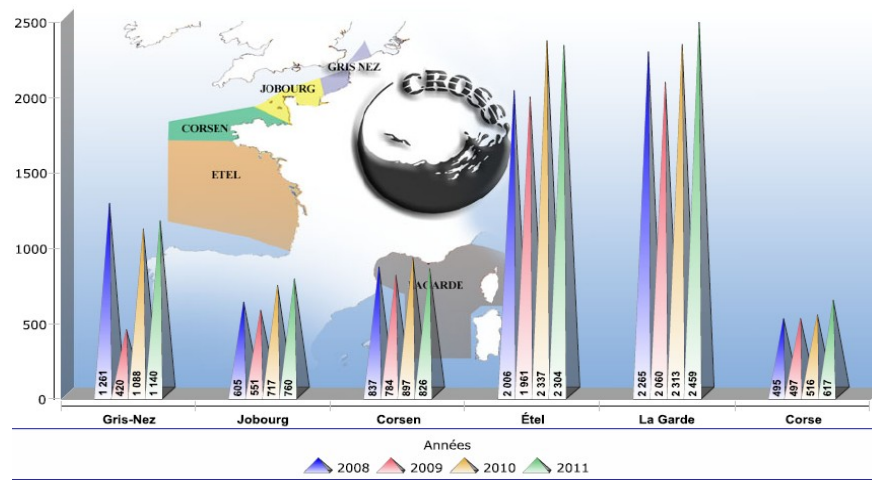 2500
2000
1500
1000
500
0
GRIS NEZ
JOBOURG
CORSEN
ETEL
LAGARDE
CROSS
1 261 420 1 088 1 140
605 551 717 760
837 784 897 826
2 006 1 961 2 337 2 304
2 265 2 060 2 313 2 459
495 497 516 617
Gris-Nez Jobourg Corsen Étel La Garde Corse
Années
2008 2009 2010 2011